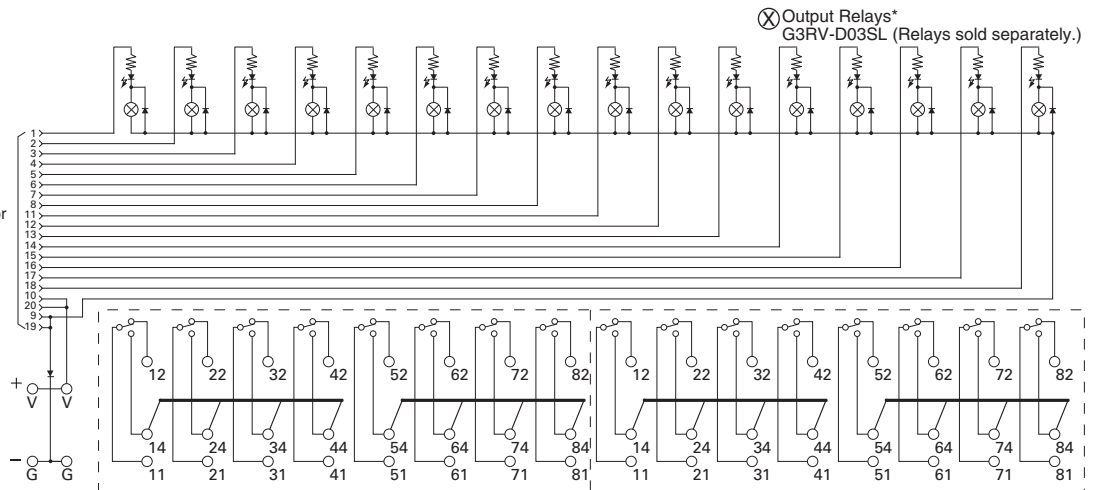 Output Relays*
G3RV-D03SL (Relays sold separately.)
1
2
3
4
5
6
7
8
or
11
12
13
14
15
16
17
18
10
20
9
19
12 22 32 42 52 62 72 82 12 22 32 42 52 62 72 82
+
V V
14 24 34 44 54 64 74 84 14 24 34 44 54 64 74 84
−
G G
11 21 31 41 51 61 71 81 11 21 31 41 51 61 71 81